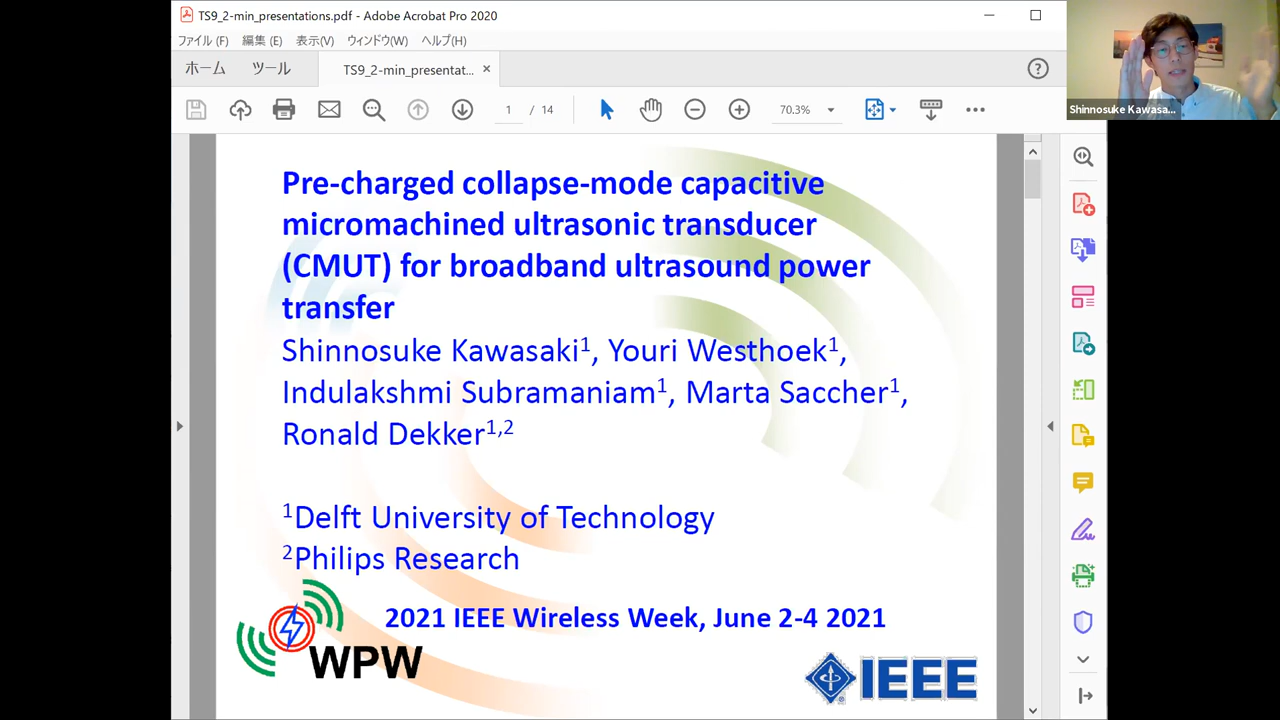 TS9_2-min_presentations.pdf - Adobe Acrobat Pro 2020
ファイル (F) 編集 (E) 表示(V) ウィンドウ(W) ヘルプ(H)
ホーム ツール TS9_2-min_presentat... ×
1 / 14 70.3%
Shinnosuke Kawasa...
Pre-charged collapse-mode capacitive
micromachined ultrasonic transducer
(CMUT) for broadband ultrasound power
transfer
Shinnosuke Kawasaki¹, Youri Westhoek¹,
Indulakshmi Subramaniam¹, Marta Saccher¹,
Ronald Dekker¹,²
¹Delft University of Technology
²Philips Research
2021 IEEE Wireless Week, June 2-4 2021
WPW
IEEE